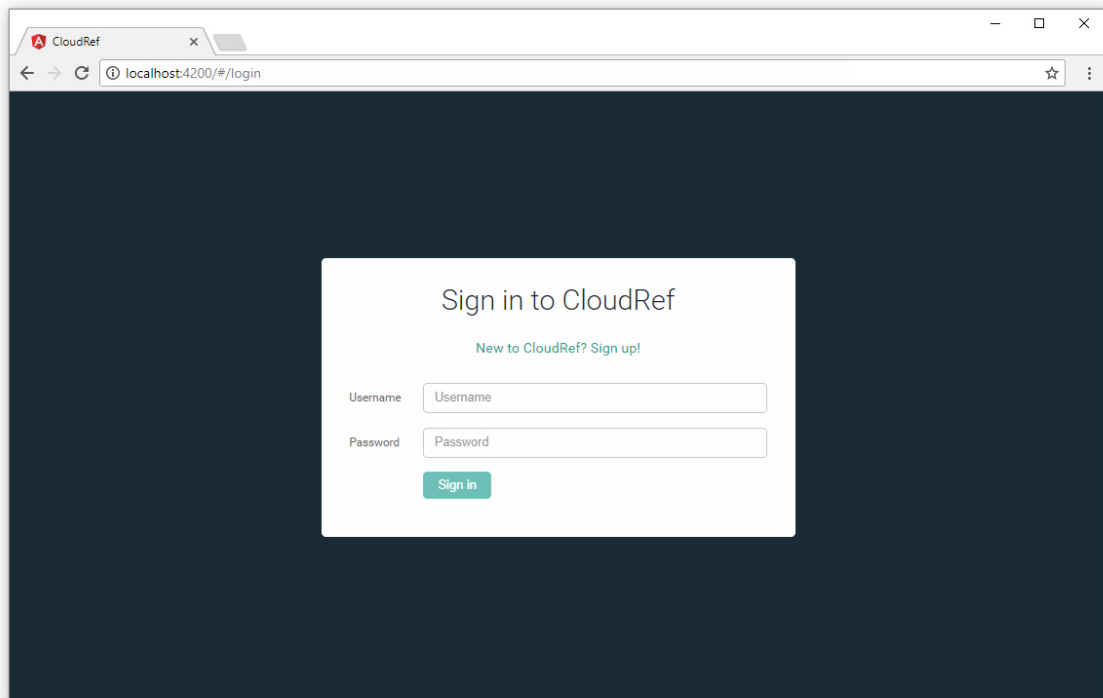 CloudRef
localhost:4200/#/login
Sign in to CloudRef
New to CloudRef? Sign up!
Username Username
Password Password
Sign in